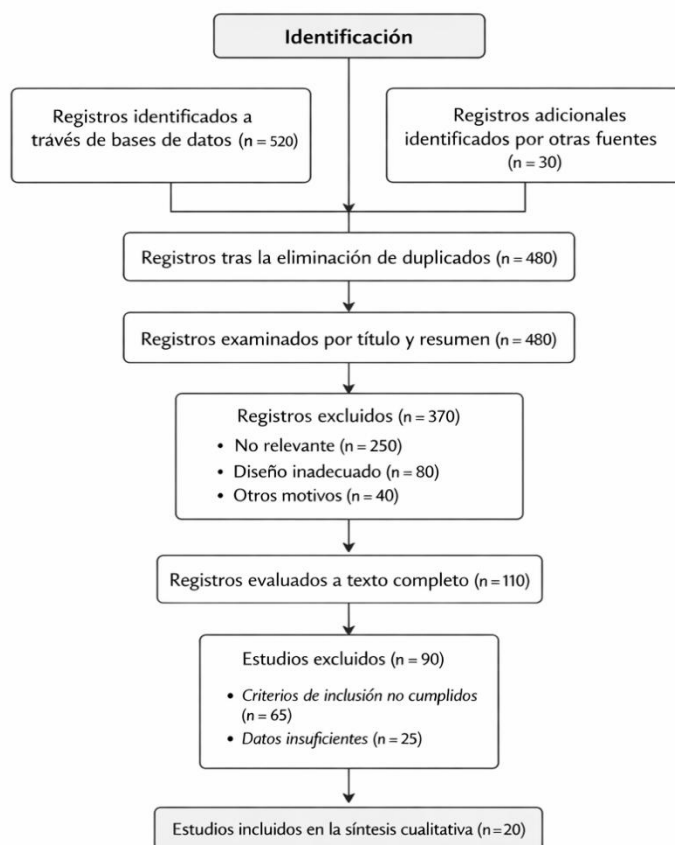 Identificación
Registros identificados a
través de bases de datos (n = 520)
Registros adicionales
identificados por otras fuentes
(n = 30)
Registros tras la eliminación de duplicados (n = 480)
Registros examinados por título y resumen (n = 480)
Registros excluidos (n = 370)
• No relevante (n = 250)
• Diseño inadecuado (n = 80)
• Otros motivos (n = 40)
Registros evaluados a texto completo (n = 110)
Estudios excluidos (n = 90)
• Criterios de inclusión no cumplidos
(n = 65)
• Datos insuficientes (n = 25)
Estudios incluidos en la síntesis cualitativa (n = 20)